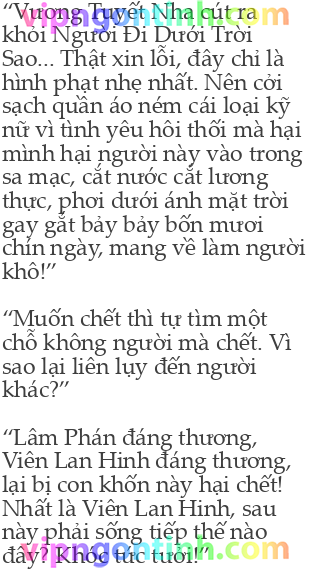 “Vương Tuyết Nha cút ra
khỏi Người Đi Dưới Trời
Sao... Thật xin lỗi, đây chỉ là
hình phạt nhẹ nhất. Nên cởi
sạch quần áo ném cái loại kỹ
nữ vì tình yêu hôi thối mà hại
mình hại người này vào trong
sa mạc, cắt nước cắt lương
thực, phơi dưới ánh mặt trời
gay gắt bảy bảy bốn mươi
chín ngày, mang về làm người
khô!”
“Muốn chết thì tự tìm một
chỗ không người mà chết. Vì
sao lại liên lụy đến người
khác?”
“Lâm Phán đáng thương,
Viên Lan Hinh đáng thương,
lại bị con khốn này hại chết!
Nhất là Viên Lan Hinh, sau
này phải sống tiếp thế nào
đây? Khóc tức tưởi!”
vipngontinh.com
vipngontinh.com